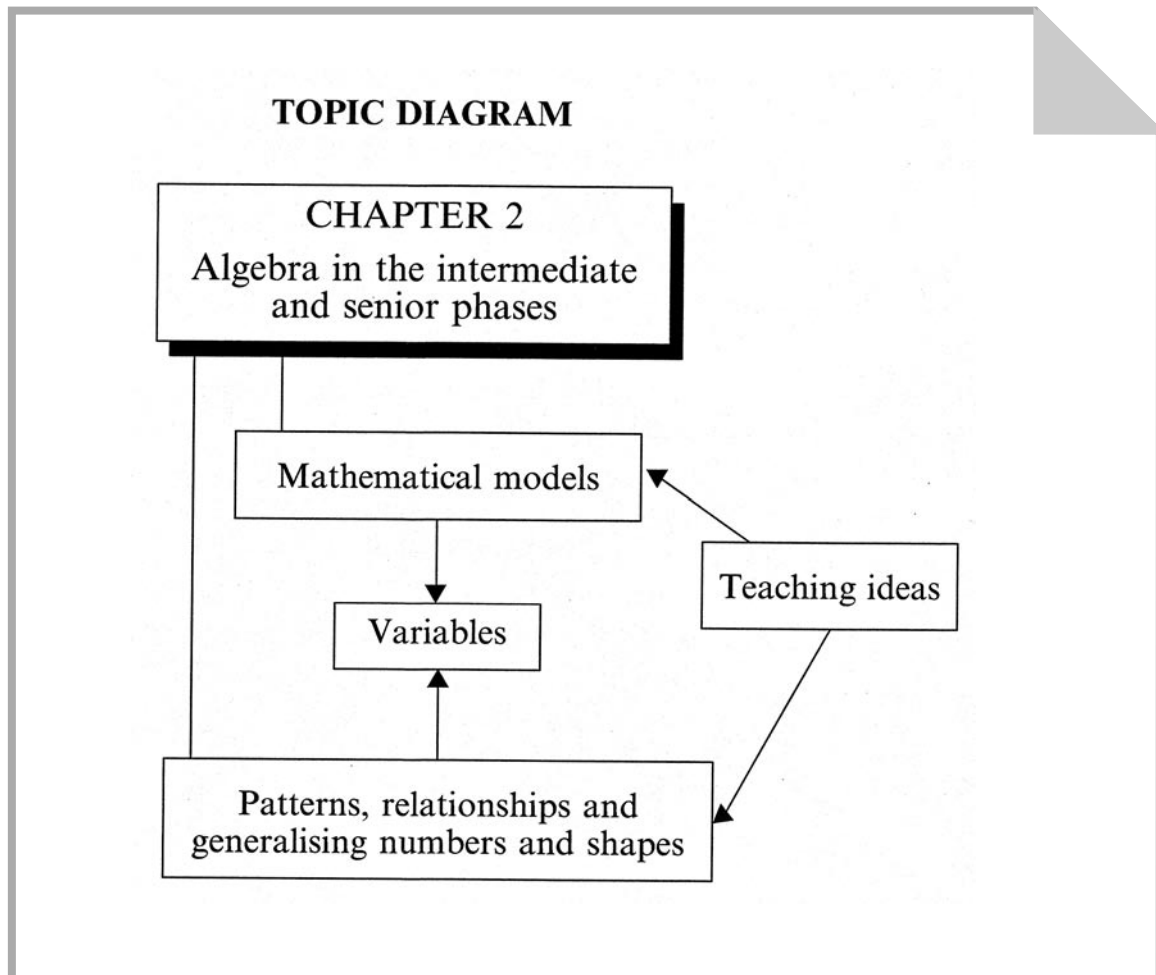 TOPIC DIAGRAM
CHAPTER 2
Algebra in the intermediate
and senior phases
Mathematical models
Teaching ideas
Variables
Patterns, relationships and
generalising numbers and shapes